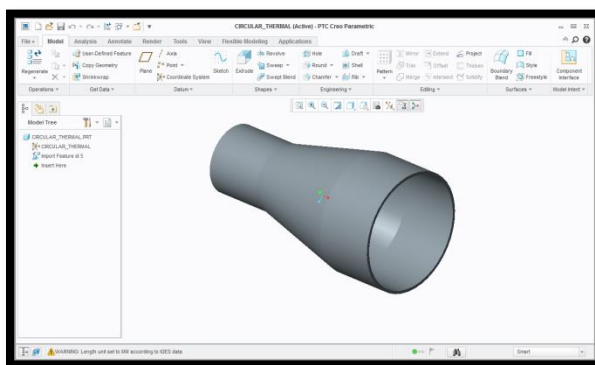 CIRCULAR_THERMAL (Active) - PTC Creo Parametric
File Model Analysis Annotate Render Tools View Flexible Modeling Applications
Regenerate
User-Defined Feature
Copy Geometry
Shrinkwrap
Plane
Axis
Point
Coordinate System
Sketch
Extrude
Revolve
Sweep
Swept Blend
Hole
Round
Chamfer
Draft
Shell
Rib
Pattern
Mirror
Trim
Merge
Extend
Offset
Intersect
Project
Thicken
Solidify
Boundary Blend
Fill
Style
Freestyle
Component Interface
Operations Get Data Datum Shapes Engineering Editing Surfaces Model Intent
Model Tree
CIRCULAR_THERMAL.PRT
CIRCULAR_THERMAL
Import Feature id 5
Insert Here
WARNING: Length unit set to MM according to IGES data.
Smart